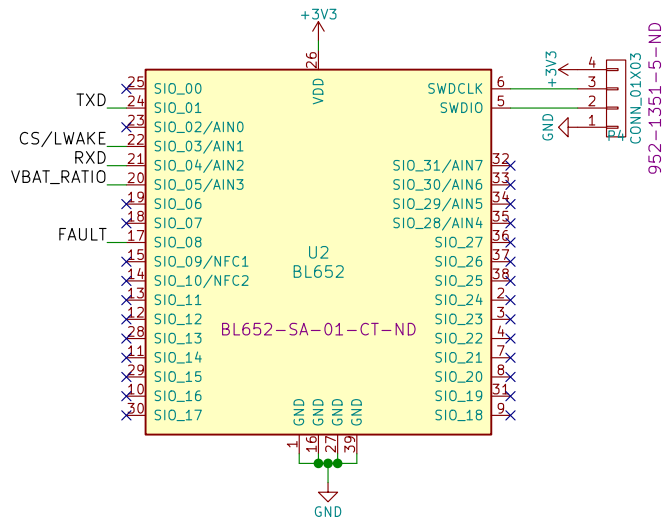 +3V3
26
VDD
25 SIO_00
TXD 24 SIO_01
23 SIO_02/AIN0
CS/LWAKE 22 SIO_03/AIN1
RXD 21 SIO_04/AIN2
VBAT_RATIO 20 SIO_05/AIN3
19 SIO_06
18 SIO_07
FAULT 17 SIO_08
15 SIO_09/NFC1
14 SIO_10/NFC2
13 SIO_11
12 SIO_12
28 SIO_13
11 SIO_14
29 SIO_15
10 SIO_16
30 SIO_17
U2
BL652
BL652-SA-01-CT-ND
SWDCLK 6
SWDIO 5
SIO_31/AIN7 32
SIO_30/AIN6 33
SIO_29/AIN5 34
SIO_28/AIN4 35
SIO_27 36
SIO_26 37
SIO_25 38
SIO_24 2
SIO_23 3
SIO_22 4
SIO_21 7
SIO_20 8
SIO_19 31
SIO_18 9
GND GND GND GND
1 16 27 39
GND
+3V3 4
3
2
GND 1
P4
CONN_01X03
952-1351-5-ND